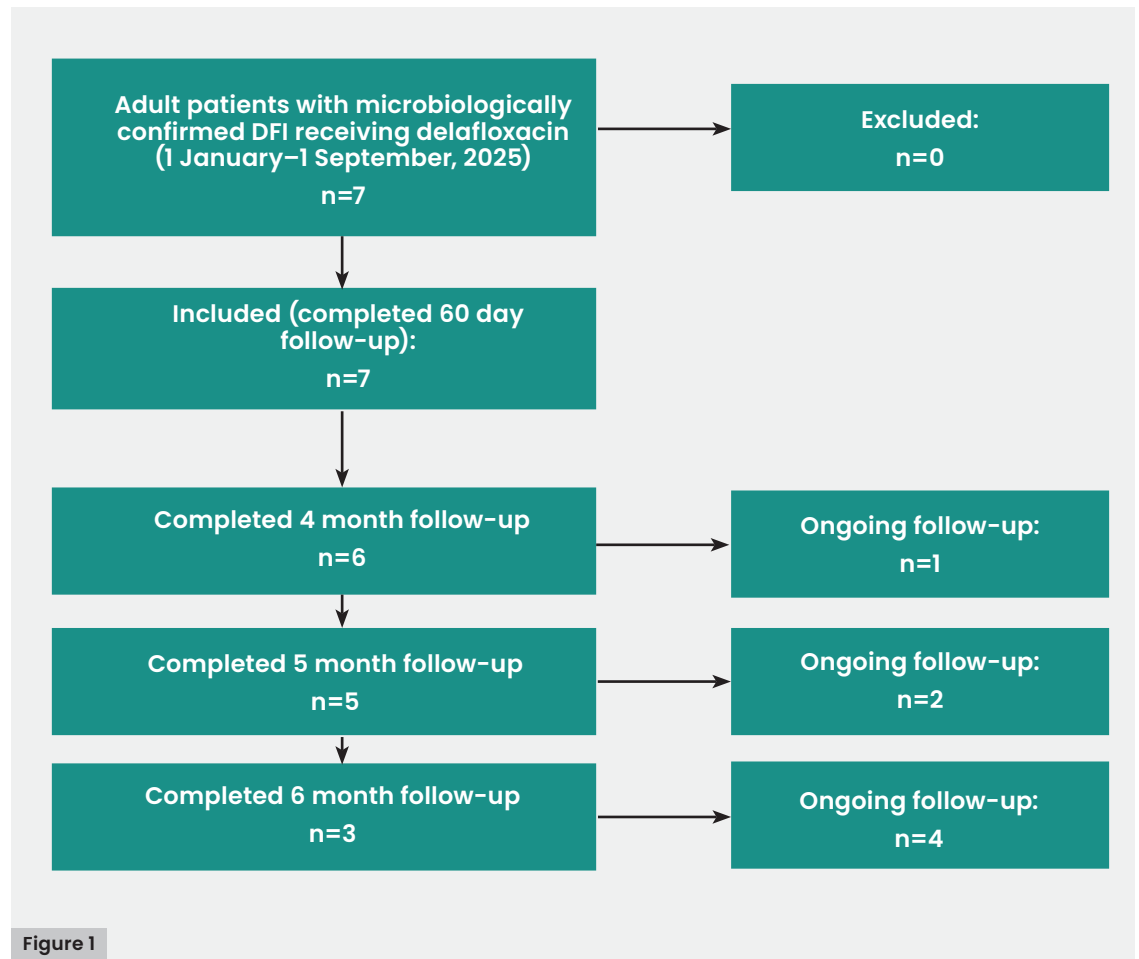 Adult patients with microbiologically
confirmed DFI receiving delafloxacin
(1 January–1 September, 2025)
n=7
Excluded:
n=0
Included (completed 60 day
follow-up):
n=7
Completed 4 month follow-up
n=6
Ongoing follow-up:
n=1
Completed 5 month follow-up
n=5
Ongoing follow-up:
n=2
Completed 6 month follow-up
n=3
Ongoing follow-up:
n=4
Figure 1